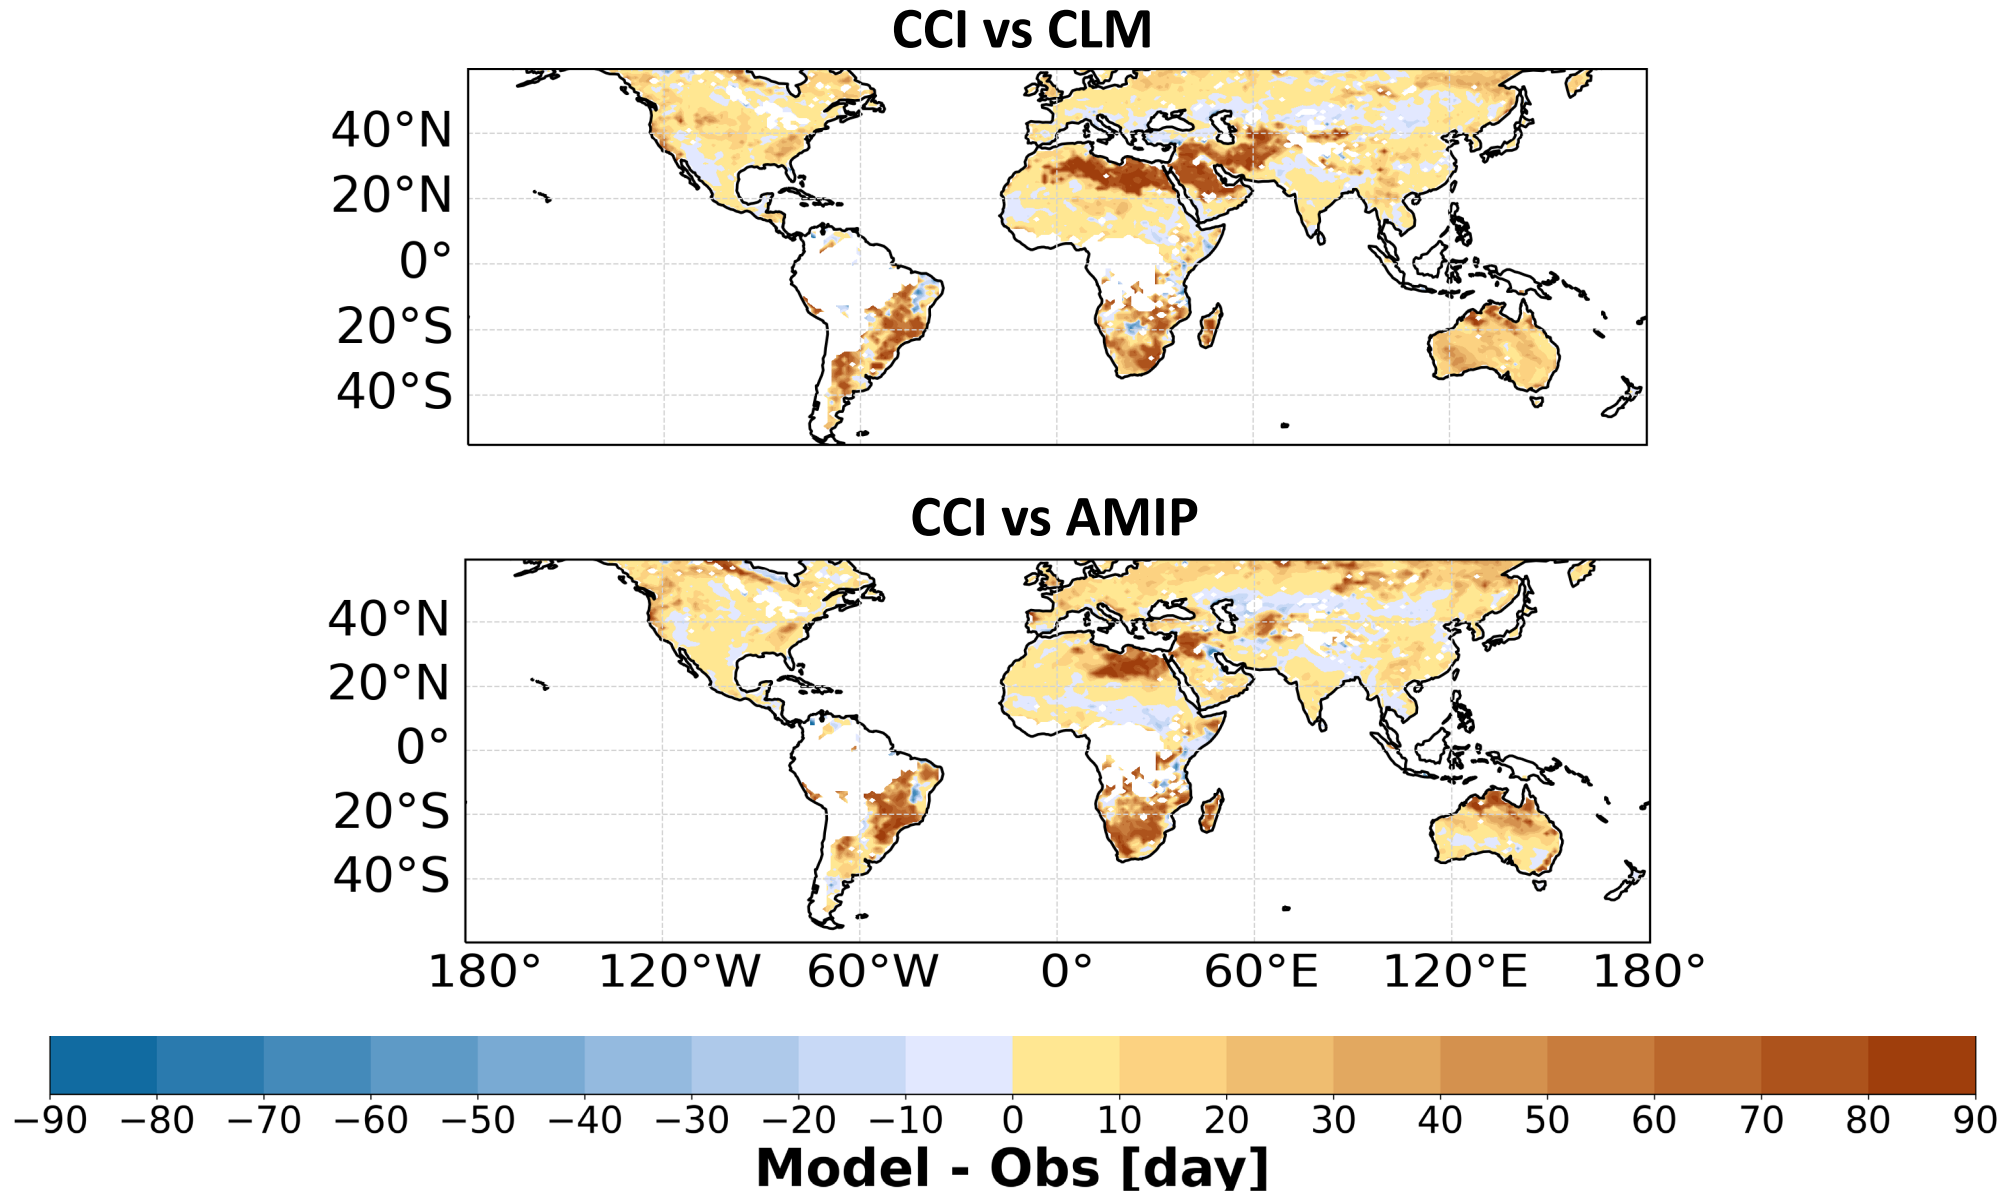 CCI vs CLM
40°N
20°N
0°
20°S
40°S
CCI vs AMIP
40°N
20°N
0°
20°S
40°S
180° 120°W 60°W 0° 60°E 120°E 180°
−90 −80 −70 −60 −50 −40 −30 −20 −10 0 10 20 30 40 50 60 70 80 90
Model - Obs [day]